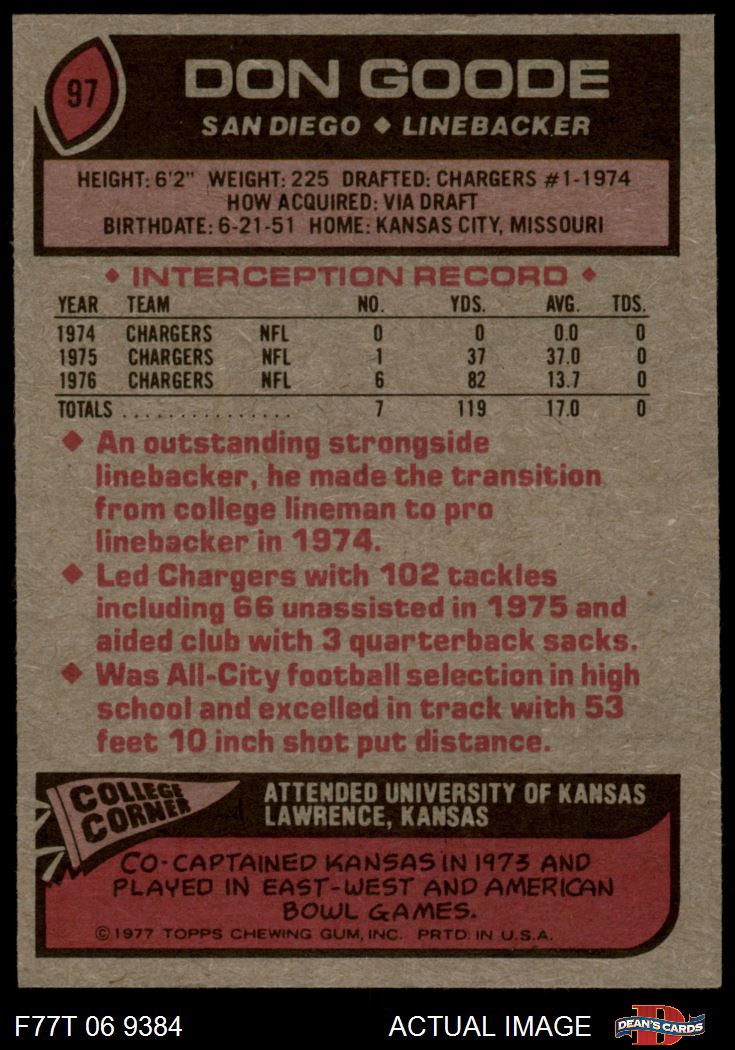 97
DON GOODE
SAN DIEGO ◆ LINEBACKER
HEIGHT: 6'2" WEIGHT: 225 DRAFTED: CHARGERS #1-1974
HOW ACQUIRED: VIA DRAFT
BIRTHDATE: 6-21-51 HOME: KANSAS CITY, MISSOURI
◆ INTERCEPTION RECORD ◆
YEAR TEAM NO. YDS. AVG. TDS.
1974 CHARGERS NFL 0 0 0.0 0
1975 CHARGERS NFL 1 37 37.0 0
1976 CHARGERS NFL 6 82 13.7 0
TOTALS . . . . . . . . . . . . . . . . 7 119 17.0 0
◆ An outstanding strongside
linebacker, he made the transition
from college lineman to pro
linebacker in 1974.
◆ Led Chargers with 102 tackles
including 66 unassisted in 1975 and
aided club with 3 quarterback sacks.
◆ Was All-City football selection in high
school and excelled in track with 53
feet 10 inch shot put distance.
COLLEGE
CORNER
ATTENDED UNIVERSITY OF KANSAS
LAWRENCE, KANSAS
CO-CAPTAINED KANSAS IN 1973 AND
PLAYED IN EAST-WEST AND AMERICAN
BOWL GAMES.
©1977 TOPPS CHEWING GUM, INC. PRTD. IN U.S.A.
F77T 06 9384 ACTUAL IMAGE
D
DEAN'S CARDS